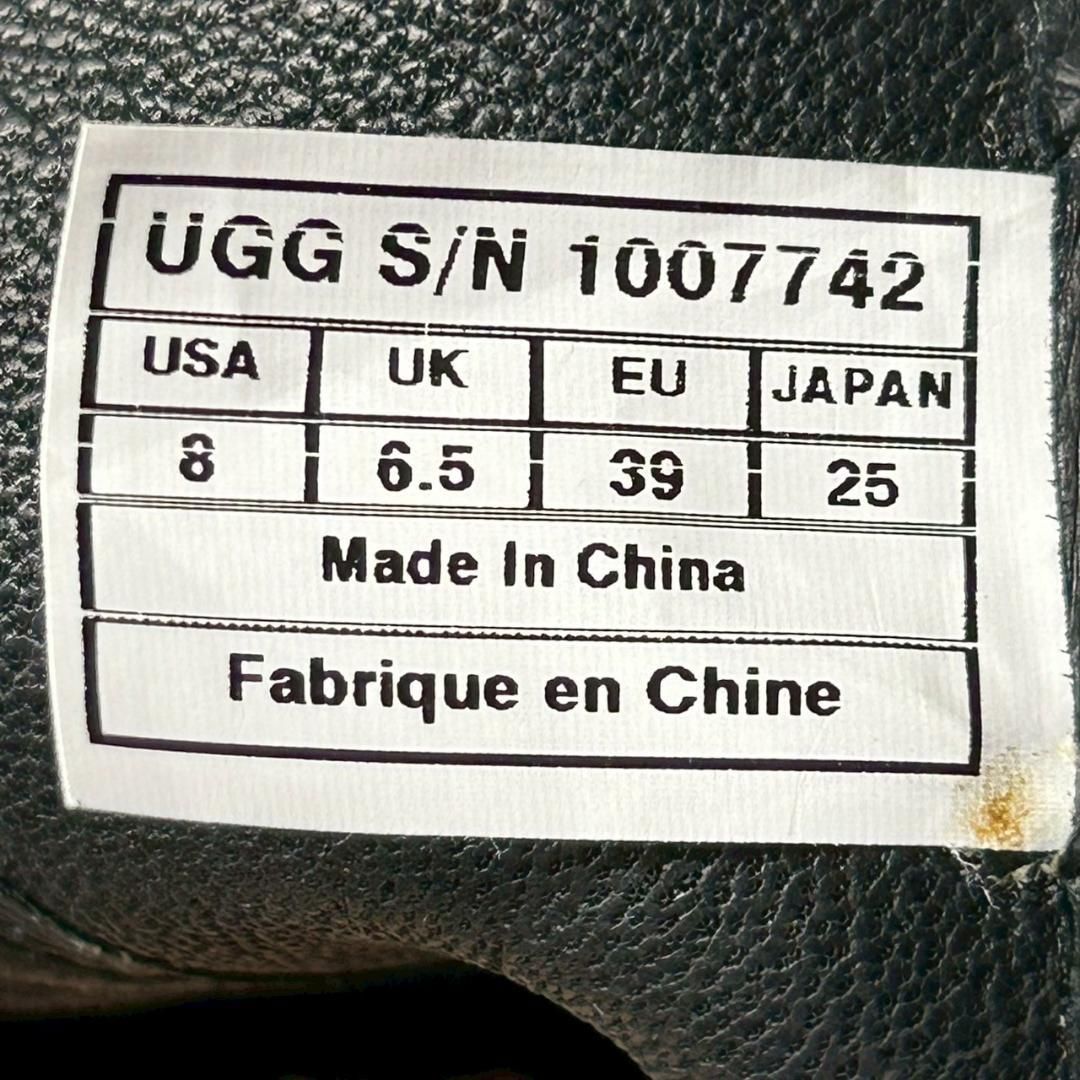 UGG S/N 1007742
USA UK EU JAPAN
8 6.5 39 25
Made In China
Fabrique en Chine